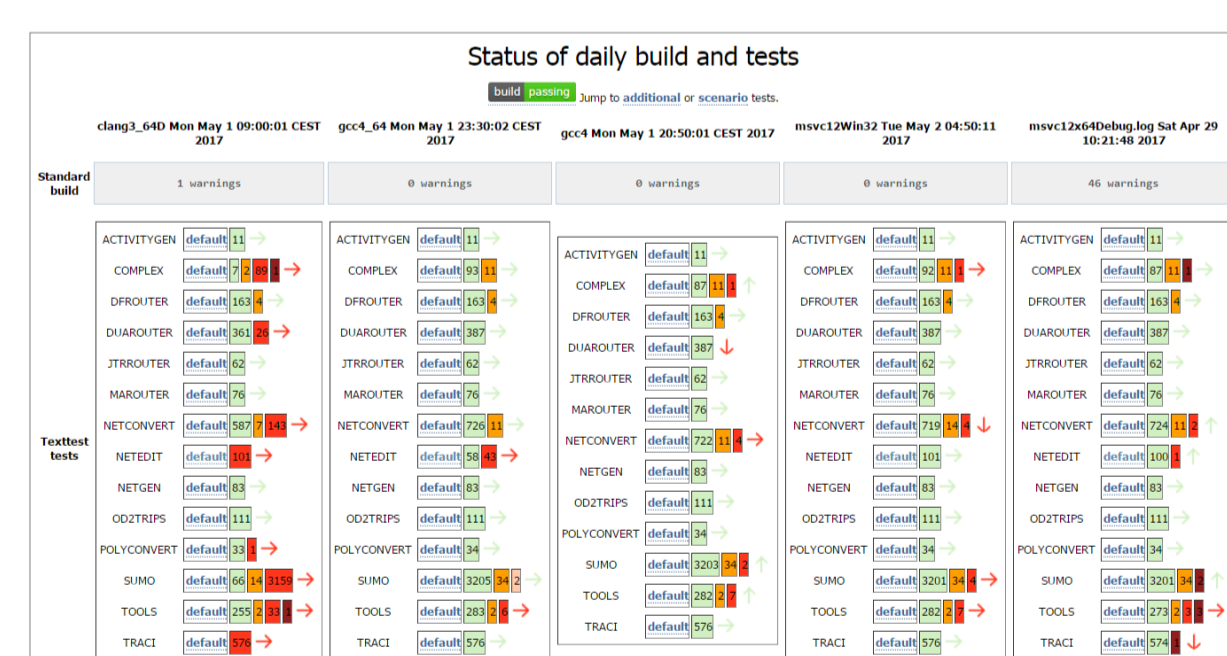 Status of daily build and tests
build passing Jump to additional or scenario tests.
clang3_64D Mon May 1 09:00:01 CEST 2017
gcc4_64 Mon May 1 23:30:02 CEST 2017
gcc4 Mon May 1 20:50:01 CEST 2017
msvc12Win32 Tue May 2 04:50:11 2017
msvc12x64Debug.log Sat Apr 29 10:21:48 2017
Standard build
1 warnings
0 warnings
0 warnings
0 warnings
46 warnings
Texttest tests
ACTIVITYGEN default 11 →
COMPLEX default 7 2 89 1 →
DFROUTER default 163 4 →
DUAROUTER default 361 26 →
JTRROUTER default 62 →
MAROUTER default 76 →
NETCONVERT default 587 7 143 →
NETEDIT default 101 →
NETGEN default 83 →
OD2TRIPS default 111 →
POLYCONVERT default 33 1 →
SUMO default 66 14 3159 →
TOOLS default 255 2 33 1 →
TRACI default 576 →
ACTIVITYGEN default 11 →
COMPLEX default 93 11 →
DFROUTER default 163 4 →
DUAROUTER default 387 →
JTRROUTER default 62 →
MAROUTER default 76 →
NETCONVERT default 726 11 →
NETEDIT default 58 43 →
NETGEN default 83 →
OD2TRIPS default 111 →
POLYCONVERT default 34 →
SUMO default 3205 34 2 →
TOOLS default 283 2 6 →
TRACI default 576 →
ACTIVITYGEN default 11 →
COMPLEX default 87 11 1 ↑
DFROUTER default 163 4 →
DUAROUTER default 387 ↓
JTRROUTER default 62 →
MAROUTER default 76 →
NETCONVERT default 722 11 4 →
NETGEN default 83 →
OD2TRIPS default 111 →
POLYCONVERT default 34 →
SUMO default 3203 34 2 ↑
TOOLS default 282 2 7 ↑
TRACI default 576 →
ACTIVITYGEN default 11 →
COMPLEX default 92 11 1 →
DFROUTER default 163 4 →
DUAROUTER default 387 →
JTRROUTER default 62 →
MAROUTER default 76 →
NETCONVERT default 719 14 4 ↓
NETEDIT default 101 →
NETGEN default 83 →
OD2TRIPS default 111 →
POLYCONVERT default 34 →
SUMO default 3201 34 4 →
TOOLS default 282 2 7 →
TRACI default 576 →
ACTIVITYGEN default 11 →
COMPLEX default 87 11 1 →
DFROUTER default 163 4 →
DUAROUTER default 387 →
JTRROUTER default 62 →
MAROUTER default 76 →
NETCONVERT default 724 11 2 ↑
NETEDIT default 100 1 ↑
NETGEN default 83 →
OD2TRIPS default 111 →
POLYCONVERT default 34 →
SUMO default 3201 34 2 ↑
TOOLS default 273 2 3 3 →
TRACI default 574 1 ↓